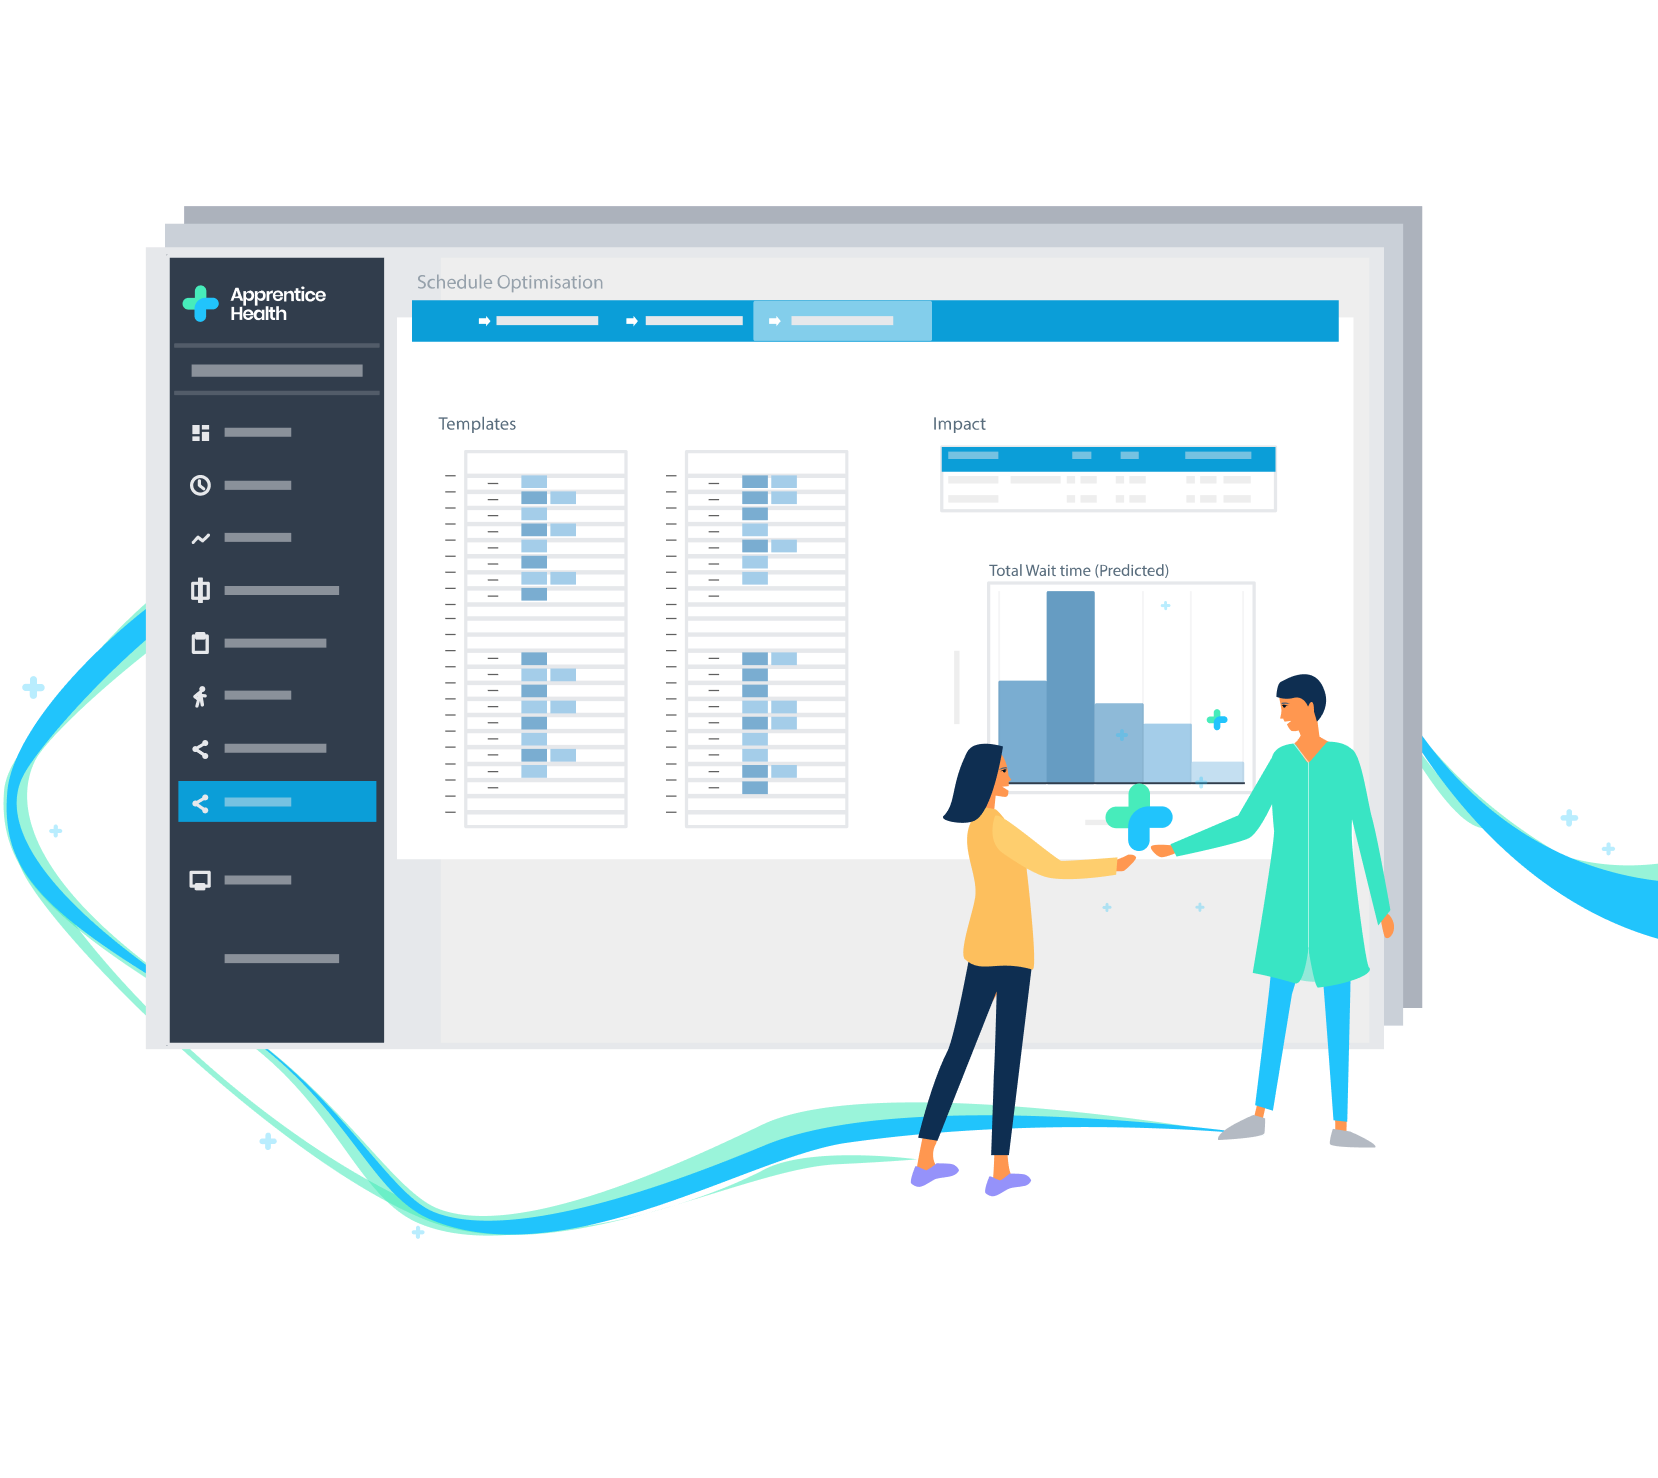 Apprentice
Health
Schedule Optimisation
Templates
Impact
Total Wait time (Predicted)